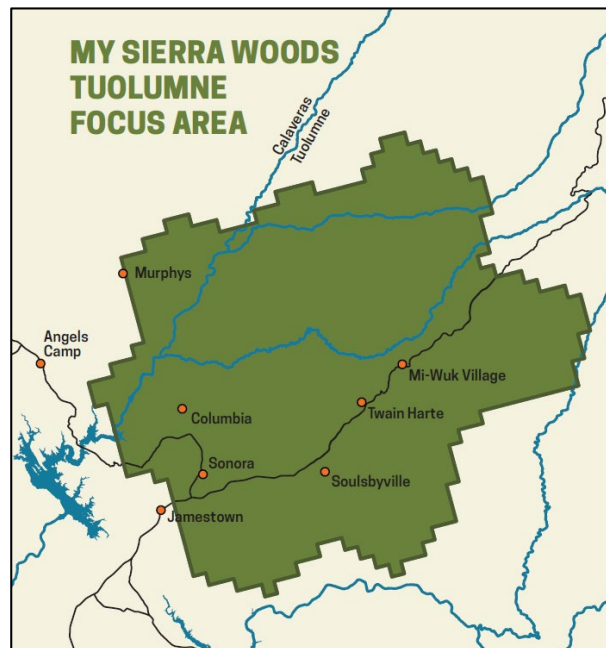 MY SIERRA WOODS
TUOLUMNE
FOCUS AREA
Calaveras
Tuolumne
Murphys
Angels
Camp
Mi-Wuk Village
Columbia
Twain Harte
Sonora
Soulsbyville
Jamestown